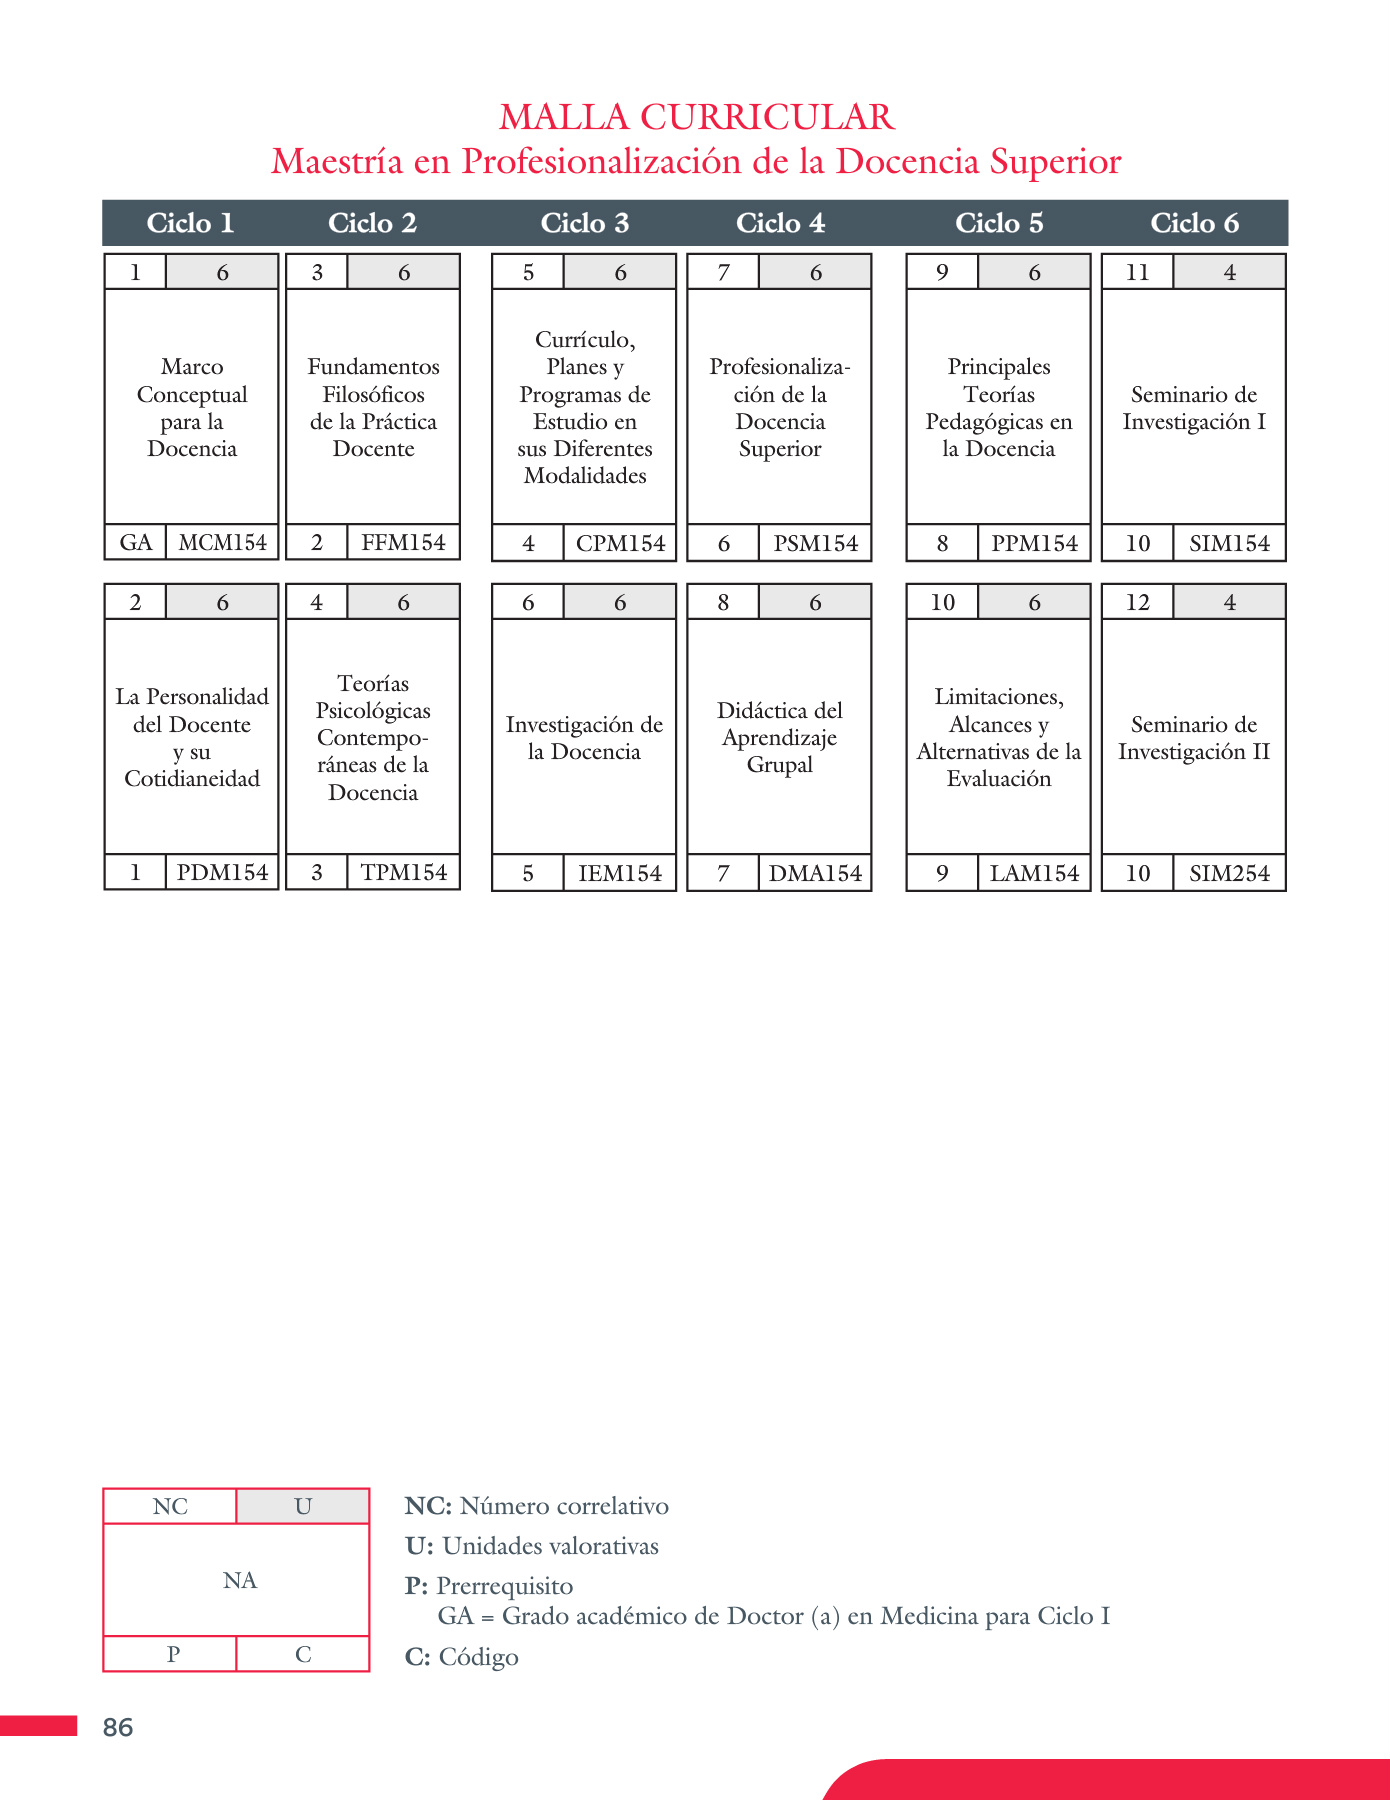 MALLA CURRICULAR
Maestría en Profesionalización de la Docencia Superior
Ciclo 1 Ciclo 2 Ciclo 3 Ciclo 4 Ciclo 5 Ciclo 6
1 6
Marco
Conceptual
para la
Docencia
GA MCM154
3 6
Fundamentos
Filosóficos
de la Práctica
Docente
2 FFM154
5 6
Currículo,
Planes y
Programas de
Estudio en
sus Diferentes
Modalidades
4 CPM154
7 6
Profesionaliza-
ción de la
Docencia
Superior
6 PSM154
9 6
Principales
Teorías
Pedagógicas en
la Docencia
8 PPM154
11 4
Seminario de
Investigación I
10 SIM154
2 6
La Personalidad
del Docente
y su
Cotidianeidad
1 PDM154
4 6
Teorías
Psicológicas
Contempo-
ráneas de la
Docencia
3 TPM154
6 6
Investigación de
la Docencia
5 IEM154
8 6
Didáctica del
Aprendizaje
Grupal
7 DMA154
10 6
Limitaciones,
Alcances y
Alternativas de la
Evaluación
9 LAM154
12 4
Seminario de
Investigación II
10 SIM254
NC U
NA
P C
NC: Número correlativo
U: Unidades valorativas
P: Prerrequisito
GA = Grado académico de Doctor (a) en Medicina para Ciclo I
C: Código
86